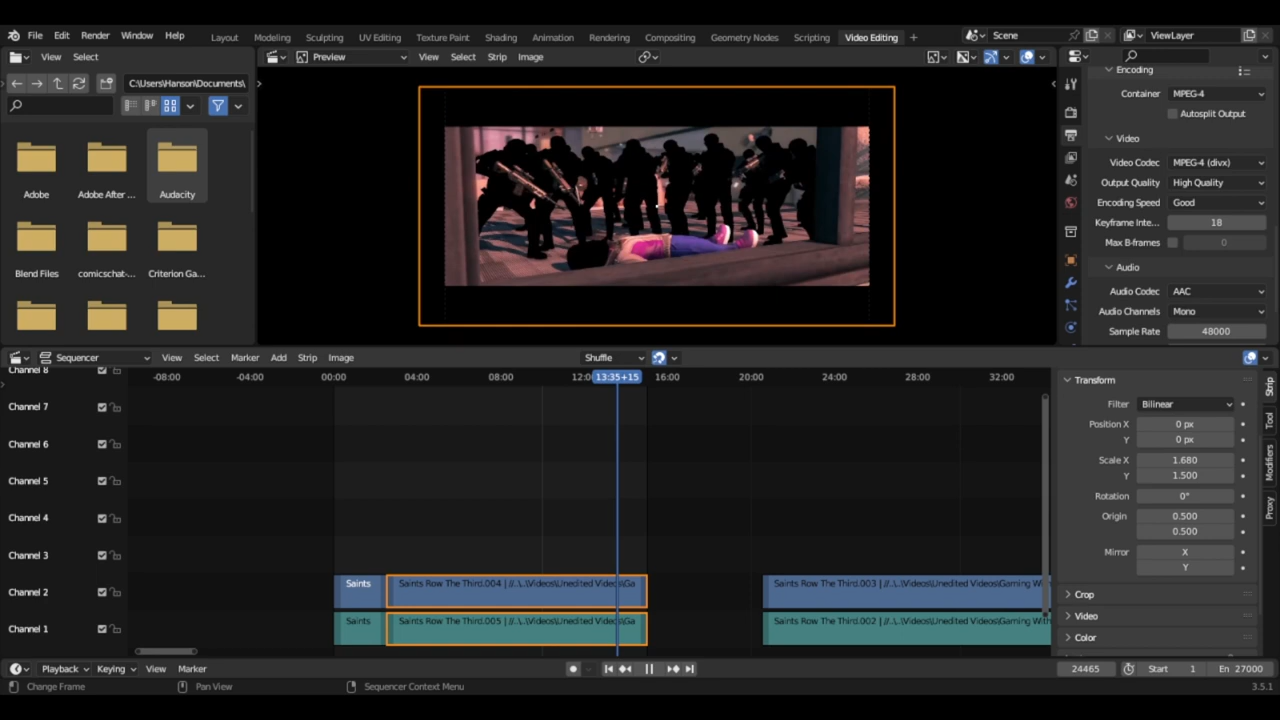 File Edit Render Window Help Layout Modeling Sculpting UV Editing Texture Paint Shading Animation Rendering Compositing Geometry Nodes Scripting Video Editing + Scene ViewLayer
View Select Preview View Select Strip Image
C:\Users\Hanson\Documents\
Adobe Adobe After ... Audacity
Blend Files comicschat-... Criterion Ga...
Encoding
Container MPEG-4
Autosplit Output
Video
Video Codec MPEG-4 (divx)
Output Quality High Quality
Encoding Speed Good
Keyframe Inte... 18
Max B-frames 0
Audio
Audio Codec AAC
Audio Channels Mono
Sample Rate 48000
Sequencer View Select Marker Add Strip Image Shuffle
-08:00 -04:00 00:00 04:00 08:00 12:0 13:35+15 16:00 20:00 24:00 28:00 32:00
Channel 8
Channel 7
Channel 6
Channel 5
Channel 4
Channel 3
Channel 2 Saints Saints Row The Third.004 | //..\..\Videos\Unedited Videos\Ga Saints Row The Third.003 | //..\..\Videos\Unedited Videos\Gaming With
Channel 1 Saints Saints Row The Third.005 | //..\..\Videos\Unedited Videos\Ga Saints Row The Third.002 | //..\..\Videos\Unedited Videos\Gaming With
Transform
Filter Bilinear
Position X 0 px
Y 0 px
Scale X 1.680
Y 1.500
Rotation 0°
Origin 0.500
0.500
Mirror X
Y
Crop
Video
Color
Strip
Tool
Modifiers
Proxy
Playback Keying View Marker 24465 Start 1 En 27000
Change Frame Pan View Sequencer Context Menu 3.5.1